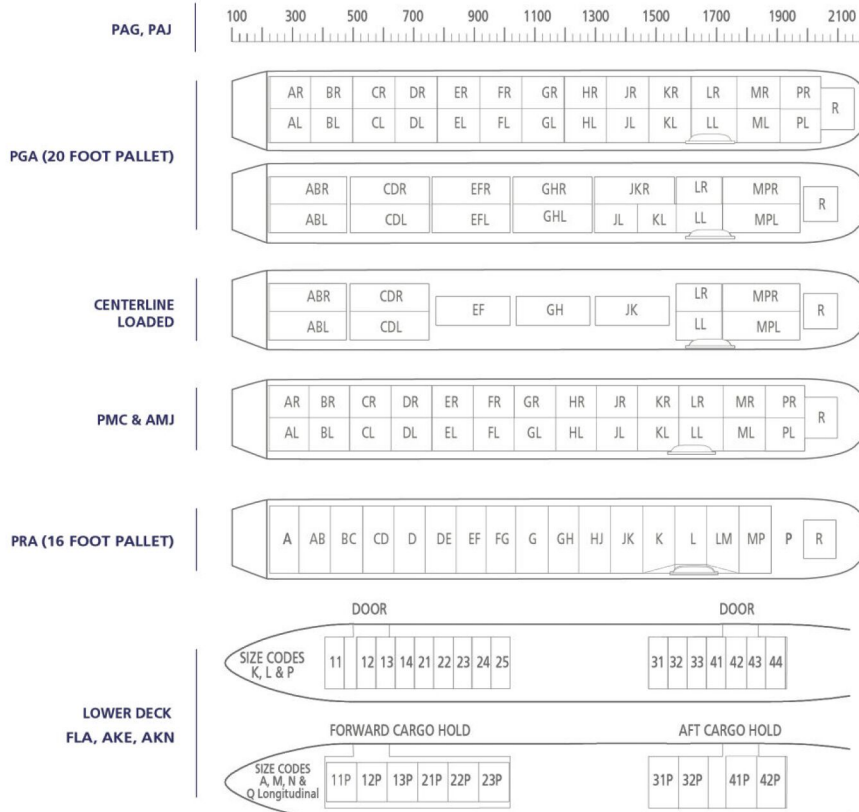 100 300 500 700 900 1100 1300 1500 1700 1900 2100
PAG, PAJ
AR BR CR DR ER FR GR HR JR KR LR MR PR
R
AL BL CL DL EL FL GL HL JL KL LL ML PL
PGA (20 FOOT PALLET)
ABR CDR EFR GHR JKR LR MPR
R
ABL CDL EFL GHL JL KL LL MPL
CENTERLINE
LOADED
ABR CDR LR MPR
EF GH JK R
ABL CDL LL MPL
PMC & AMJ
AR BR CR DR ER FR GR HR JR KR LR MR PR
R
AL BL CL DL EL FL GL HL JL KL LL ML PL
PRA (16 FOOT PALLET)
A AB BC CD D DE EF FG G GH HJ JK K L LM MP P R
DOOR DOOR
SIZE CODES
K, L & P
11 12 13 14 21 22 23 24 25 31 32 33 41 42 43 44
LOWER DECK
FLA, AKE, AKN
FORWARD CARGO HOLD AFT CARGO HOLD
SIZE CODES
A, M, N &
Q Longitudinal
11P 12P 13P 21P 22P 23P 31P 32P 41P 42P